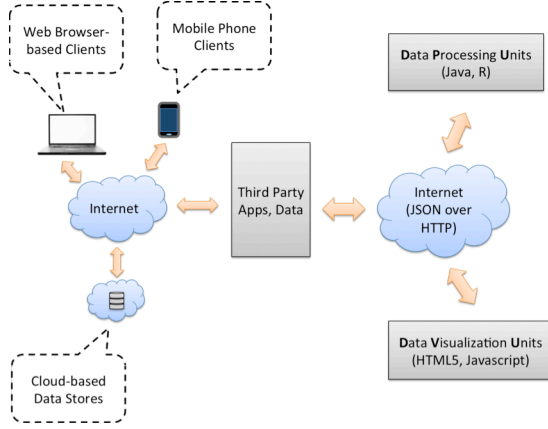 Web Browser-
based Clients
Mobile Phone
Clients
Data Processing Units
(Java, R)
Internet
Third Party
Apps, Data
Internet
(JSON over
HTTP)
Cloud-based
Data Stores
Data Visualization Units
(HTML5, Javascript)